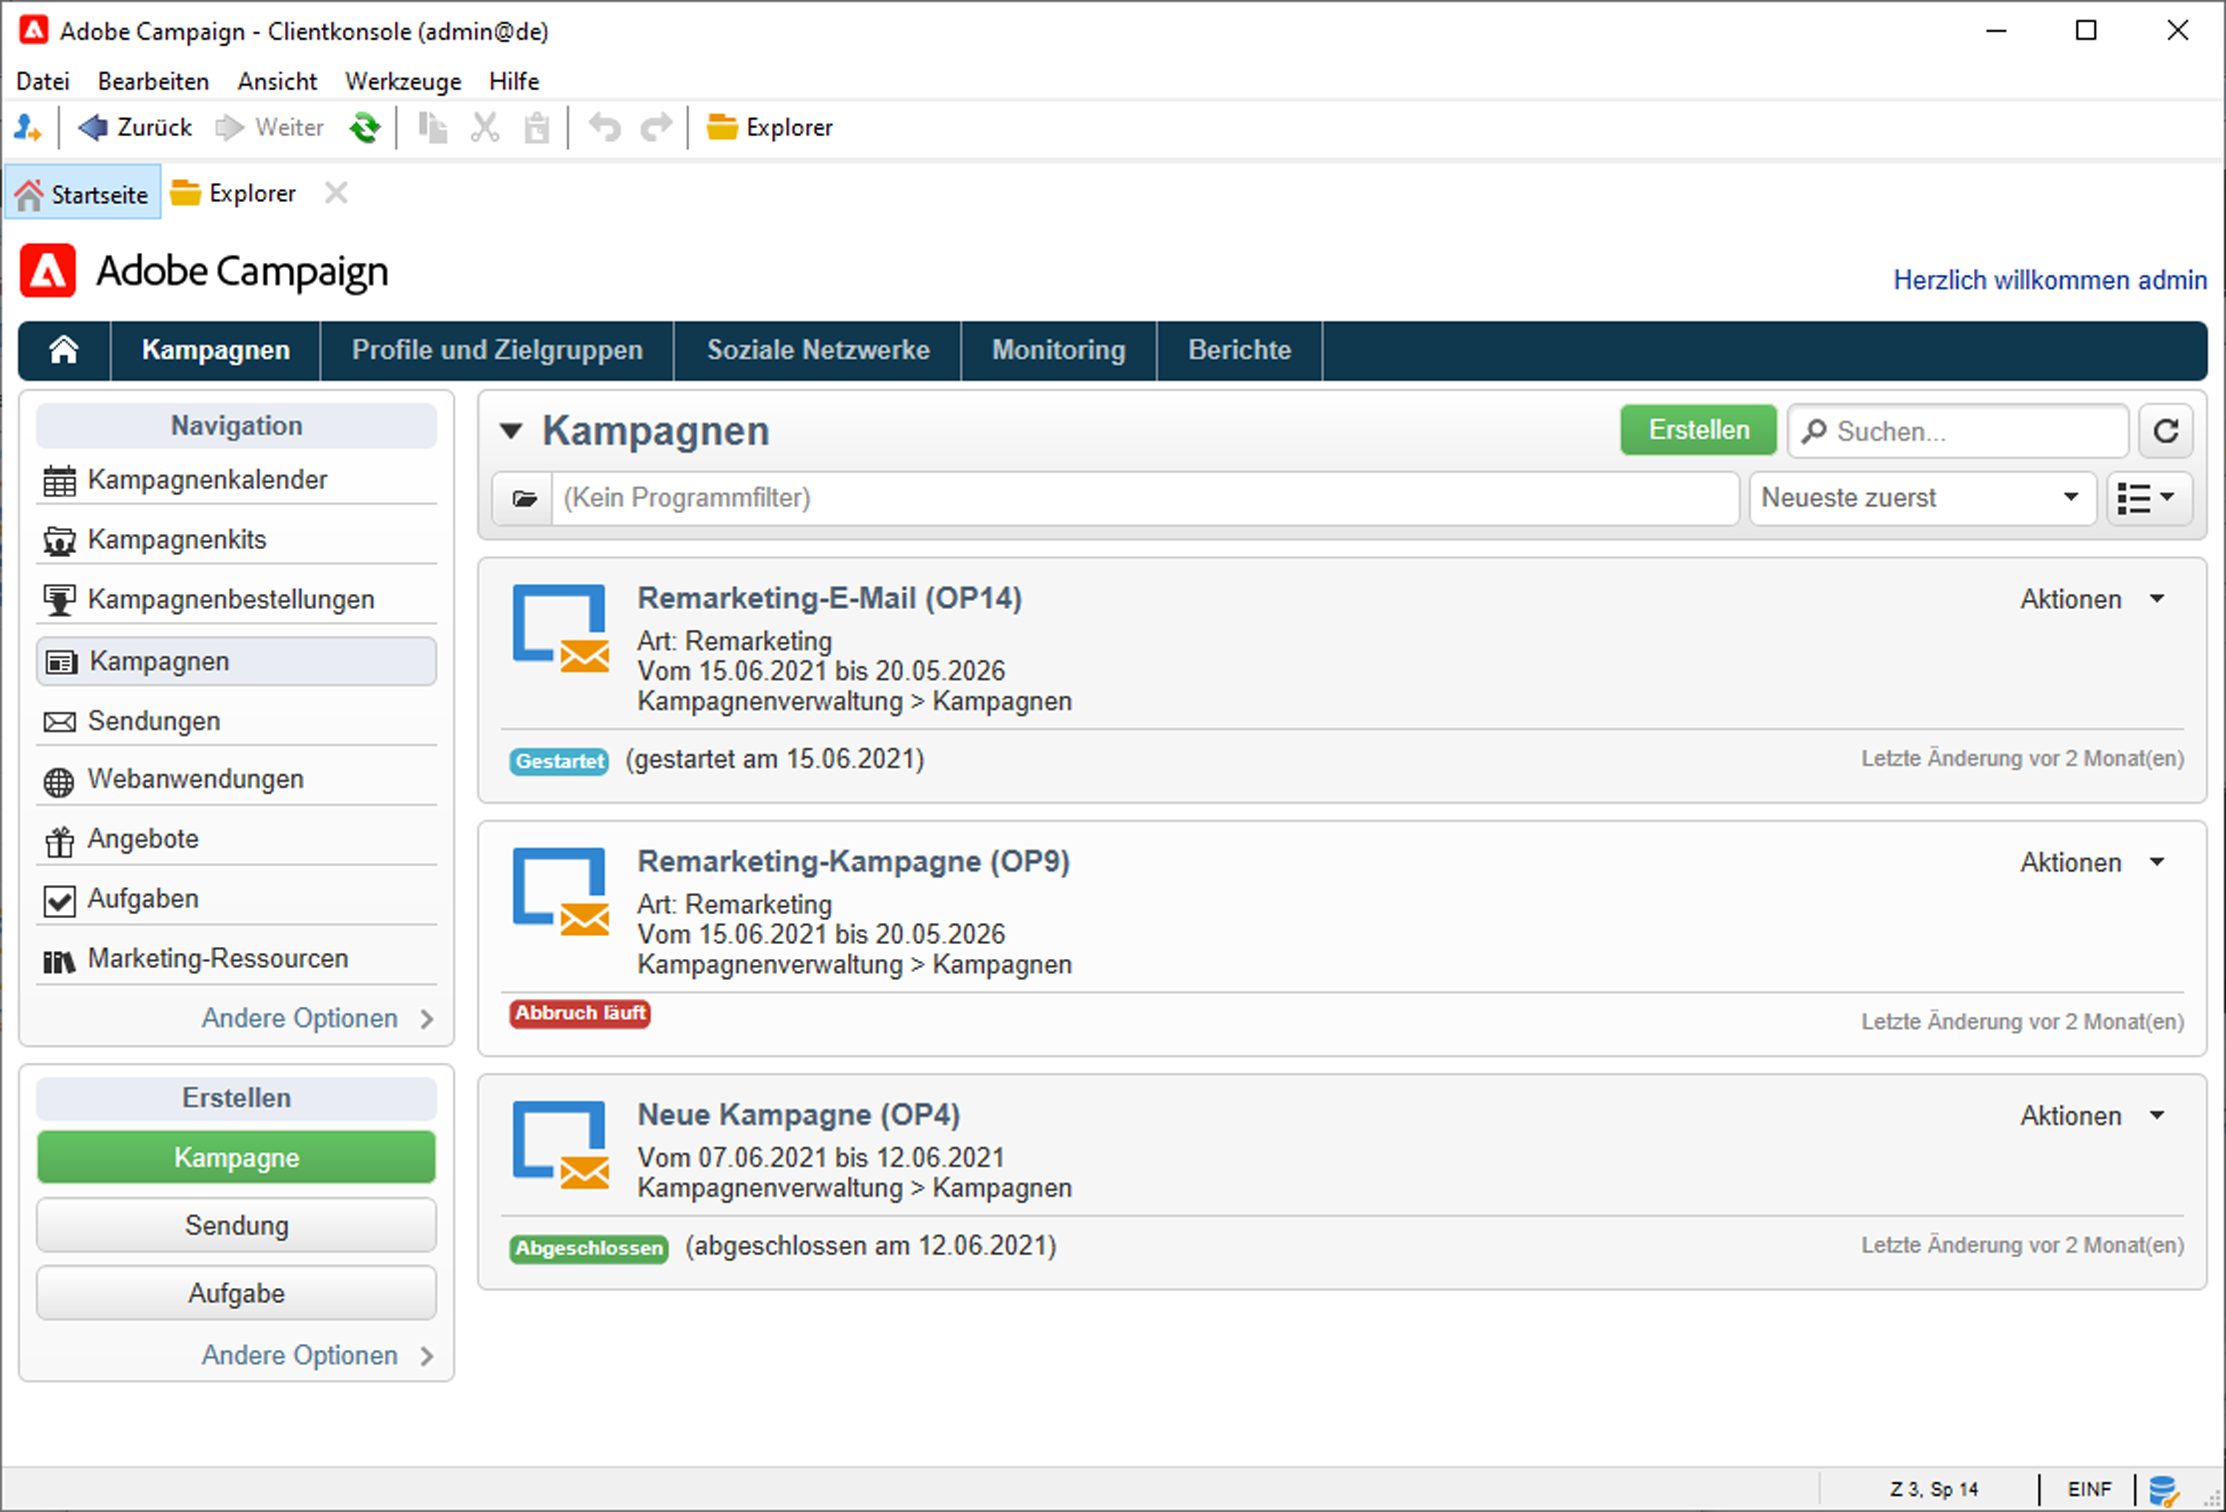 Adobe Campaign - Clientkonsole (admin@de)
Datei Bearbeiten Ansicht Werkzeuge Hilfe
Zurück Weiter Explorer
Startseite Explorer
Adobe Campaign
Herzlich willkommen admin
Kampagnen Profile und Zielgruppen Soziale Netzwerke Monitoring Berichte
Navigation
Kampagnenkalender
Kampagnenkits
Kampagnenbestellungen
Kampagnen
Sendungen
Webanwendungen
Angebote
Aufgaben
Marketing-Ressourcen
Andere Optionen
Erstellen
Kampagne
Sendung
Aufgabe
Andere Optionen
Kampagnen Erstellen Suchen...
(Kein Programmfilter) Neueste zuerst
Remarketing-E-Mail (OP14) Aktionen
Art: Remarketing
Vom 15.06.2021 bis 20.05.2026
Kampagnenverwaltung > Kampagnen
Gestartet (gestartet am 15.06.2021) Letzte Änderung vor 2 Monat(en)
Remarketing-Kampagne (OP9) Aktionen
Art: Remarketing
Vom 15.06.2021 bis 20.05.2026
Kampagnenverwaltung > Kampagnen
Abbruch läuft Letzte Änderung vor 2 Monat(en)
Neue Kampagne (OP4) Aktionen
Vom 07.06.2021 bis 12.06.2021
Kampagnenverwaltung > Kampagnen
Abgeschlossen (abgeschlossen am 12.06.2021) Letzte Änderung vor 2 Monat(en)
Z 3, Sp 14 EINF